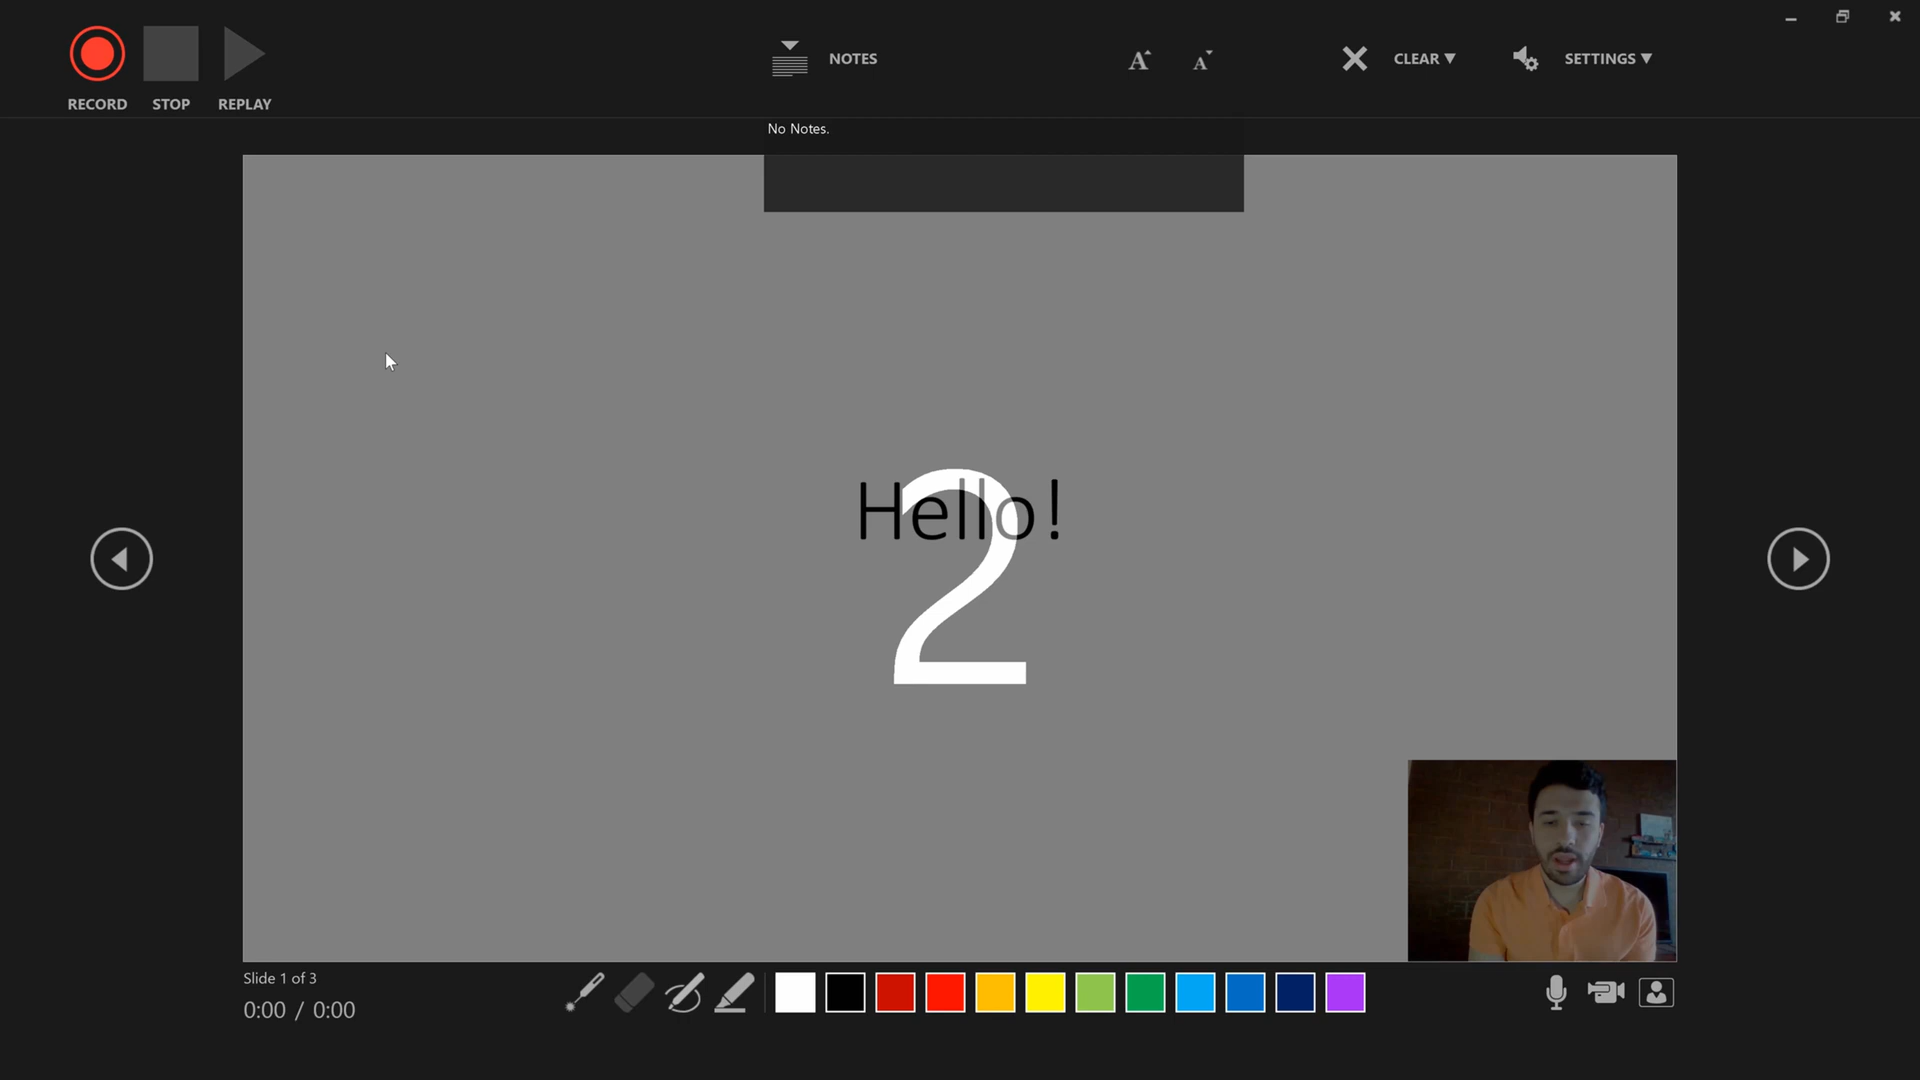 RECORD
STOP
REPLAY
NOTES
A
A
CLEAR
SETTINGS
No Notes.
Hello!
2
Slide 1 of 3
0:00 / 0:00